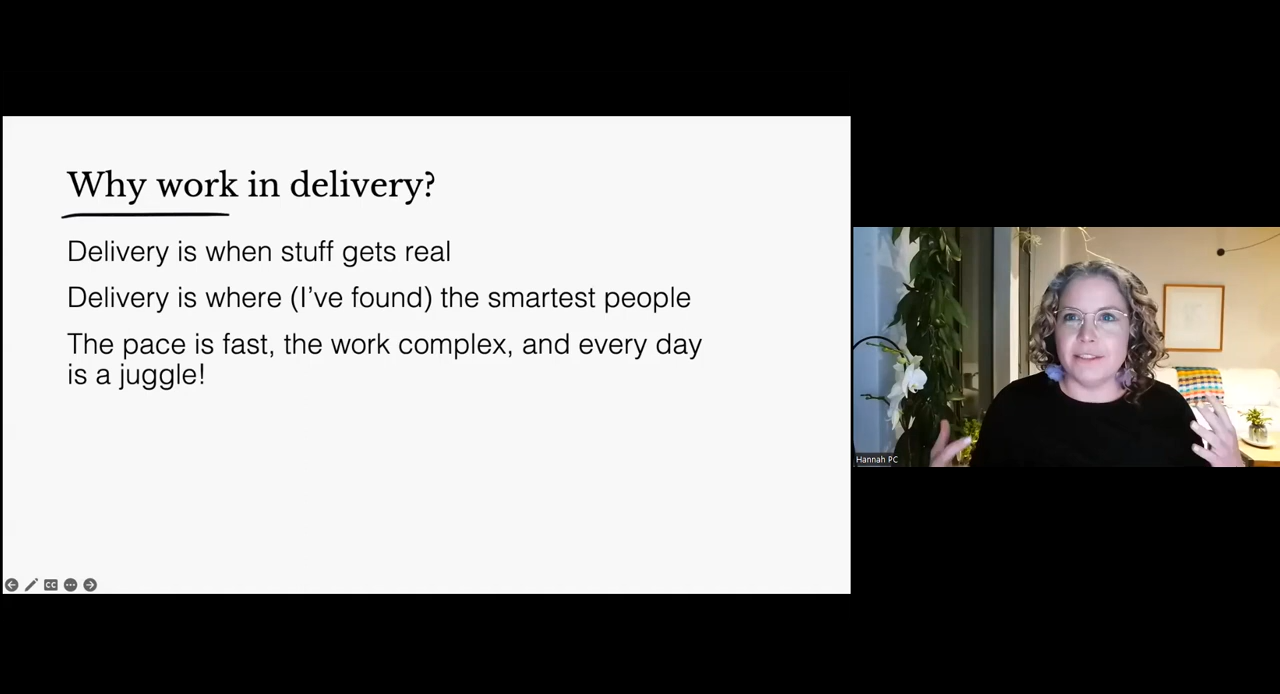 Why work in delivery?
Delivery is when stuff gets real
Delivery is where (I've found) the smartest people
The pace is fast, the work complex, and every day
is a juggle!
CC
Hannah PC